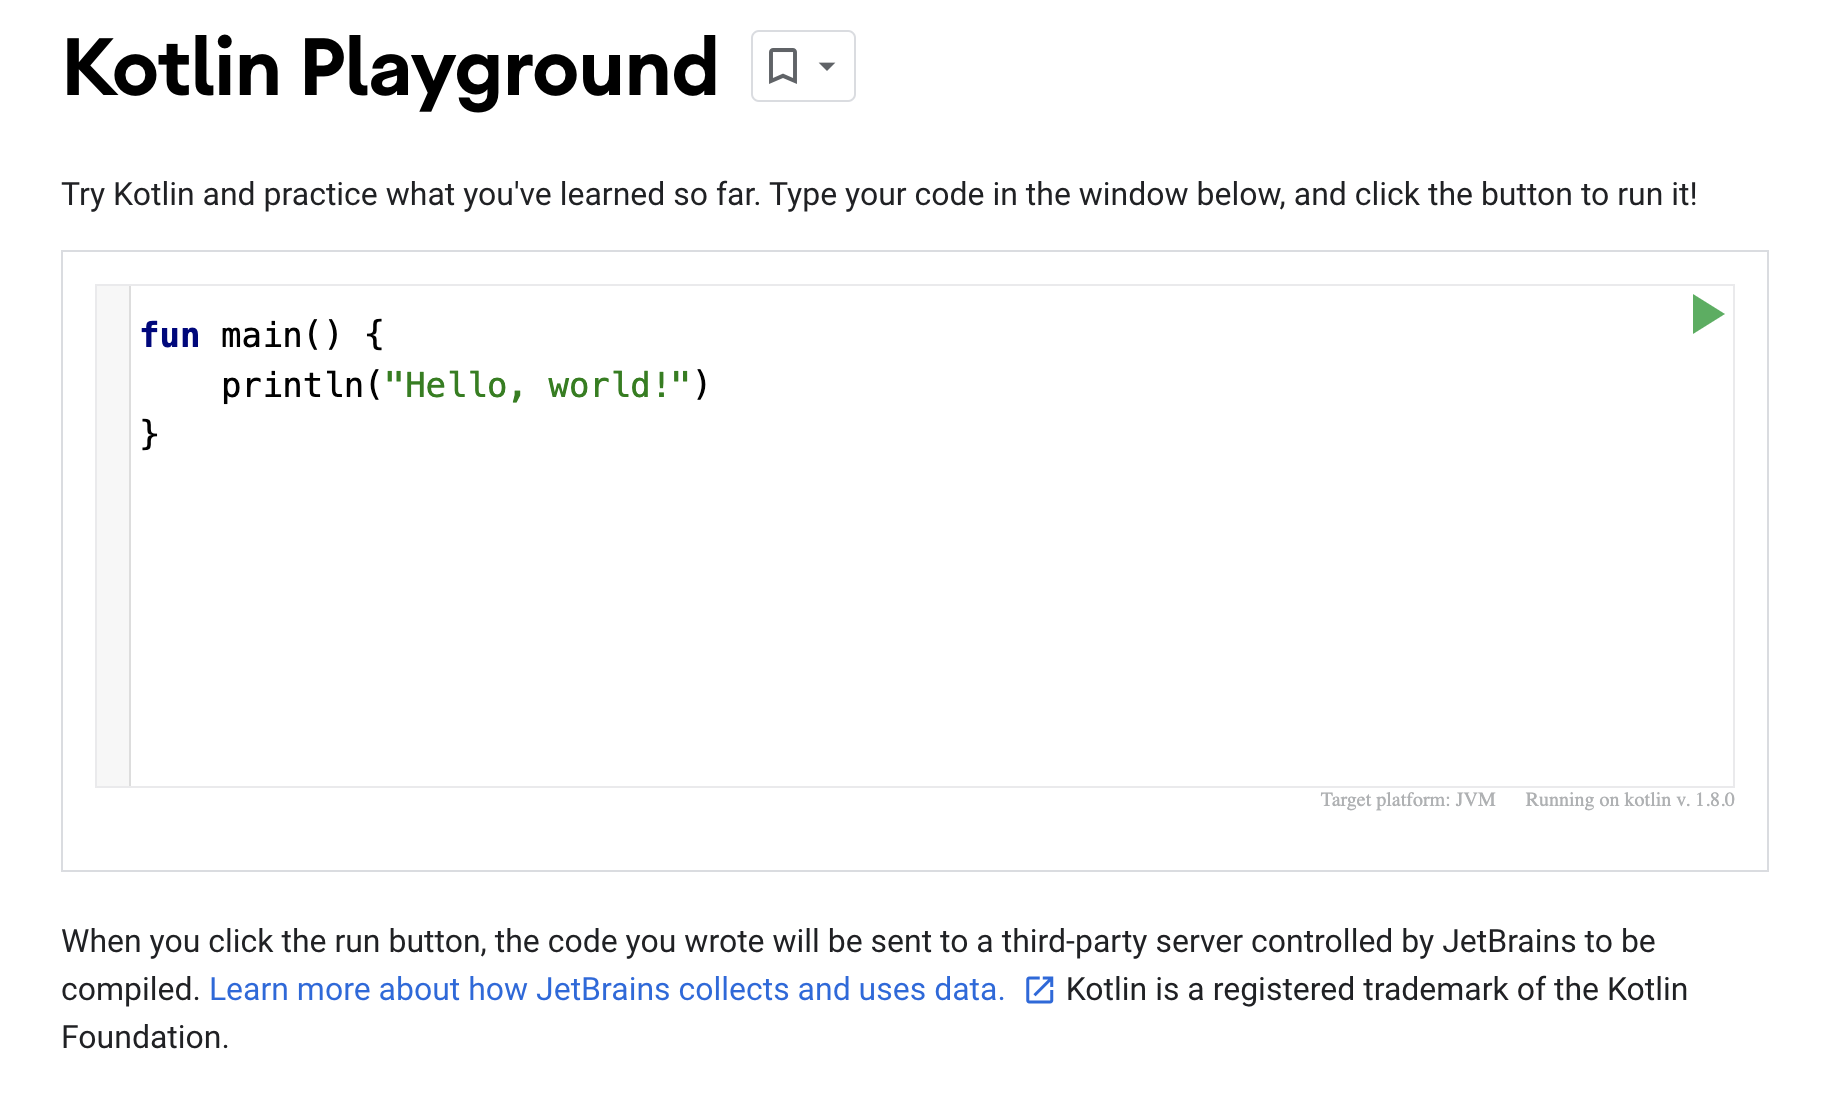 Kotlin Playground
Try Kotlin and practice what you've learned so far. Type your code in the window below, and click the button to run it!
fun main() {
    println("Hello, world!")
}
Target platform: JVM Running on kotlin v. 1.8.0
When you click the run button, the code you wrote will be sent to a third-party server controlled by JetBrains to be
compiled. Learn more about how JetBrains collects and uses data. Kotlin is a registered trademark of the Kotlin
Foundation.